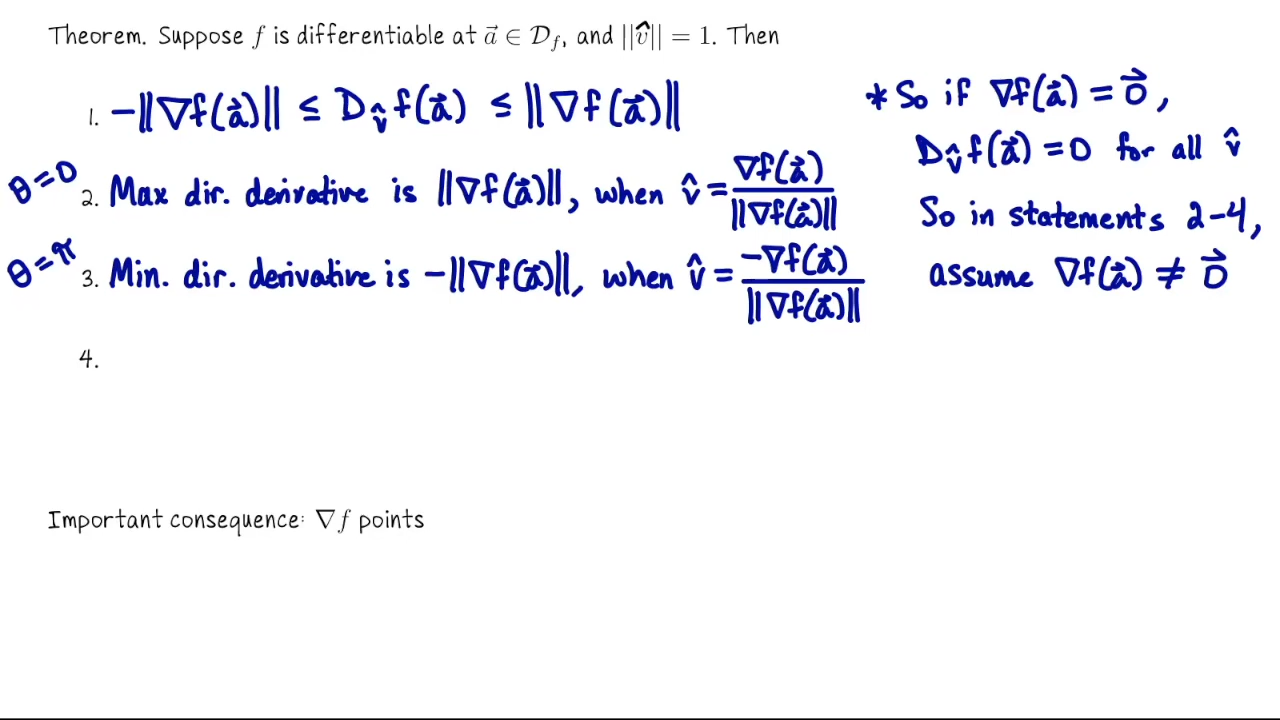 Theorem. Suppose f is differentiable at a⃗ ∈ D_f, and ||v̂|| = 1. Then
1. −‖∇f(a⃗)‖ ≤ D_v̂ f(a⃗) ≤ ‖∇f(a⃗)‖
θ=0 2. Max dir. derivative is ‖∇f(a⃗)‖, when v̂ = ∇f(a⃗) / ‖∇f(a⃗)‖
θ=π 3. Min. dir. derivative is −‖∇f(a⃗)‖, when v̂ = −∇f(a⃗) / ‖∇f(a⃗)‖
4.
* So if ∇f(a⃗) = 0⃗,
D_v̂ f(a⃗) = 0 for all v̂
So in statements 2-4,
assume ∇f(a⃗) ≠ 0⃗
Important consequence: ∇f points